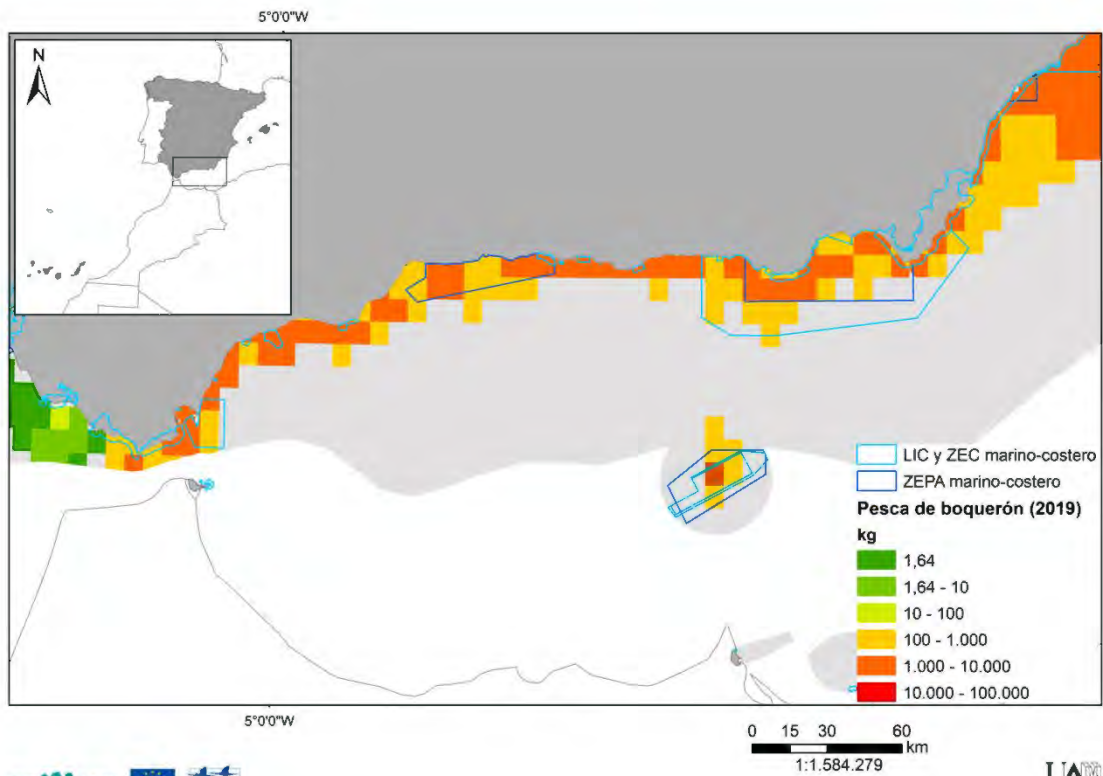 5°0'0"W
N
LIC y ZEC marino-costero
ZEPA marino-costero
Pesca de boquerón (2019)
kg
1,64
1,64 - 10
10 - 100
100 - 1.000
1.000 - 10.000
10.000 - 100.000
5°0'0"W
0 15 30 60
km
1:1.584.279